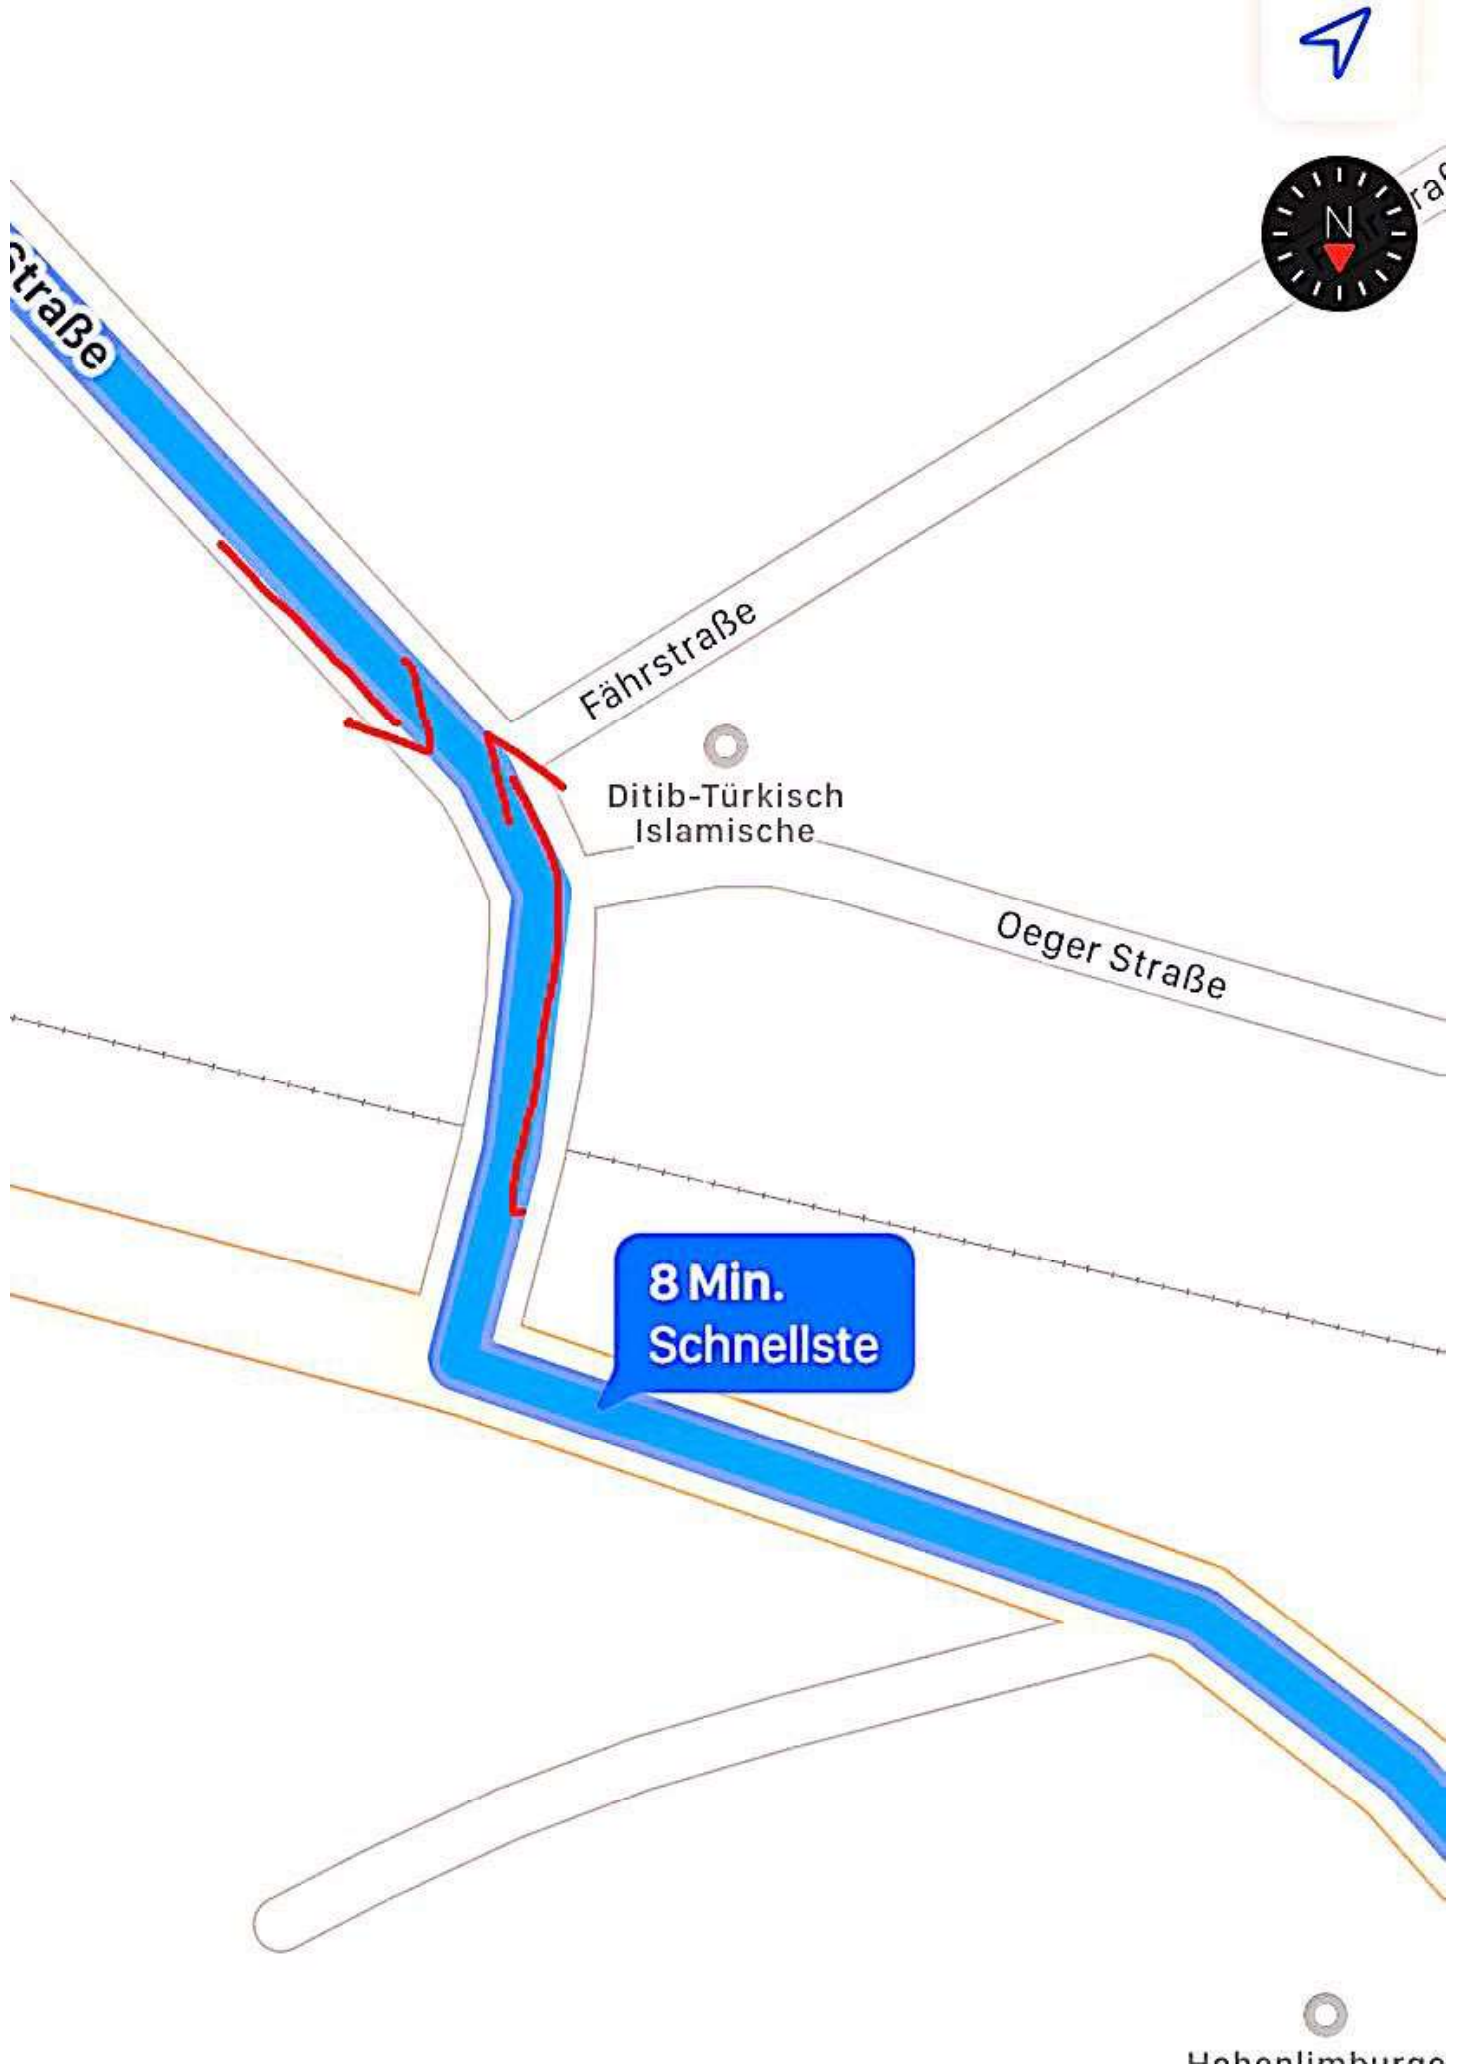 N
Straße
Fährstraße
Ditib-Türkisch
Islamische
Oeger Straße
8 Min.
Schnellste